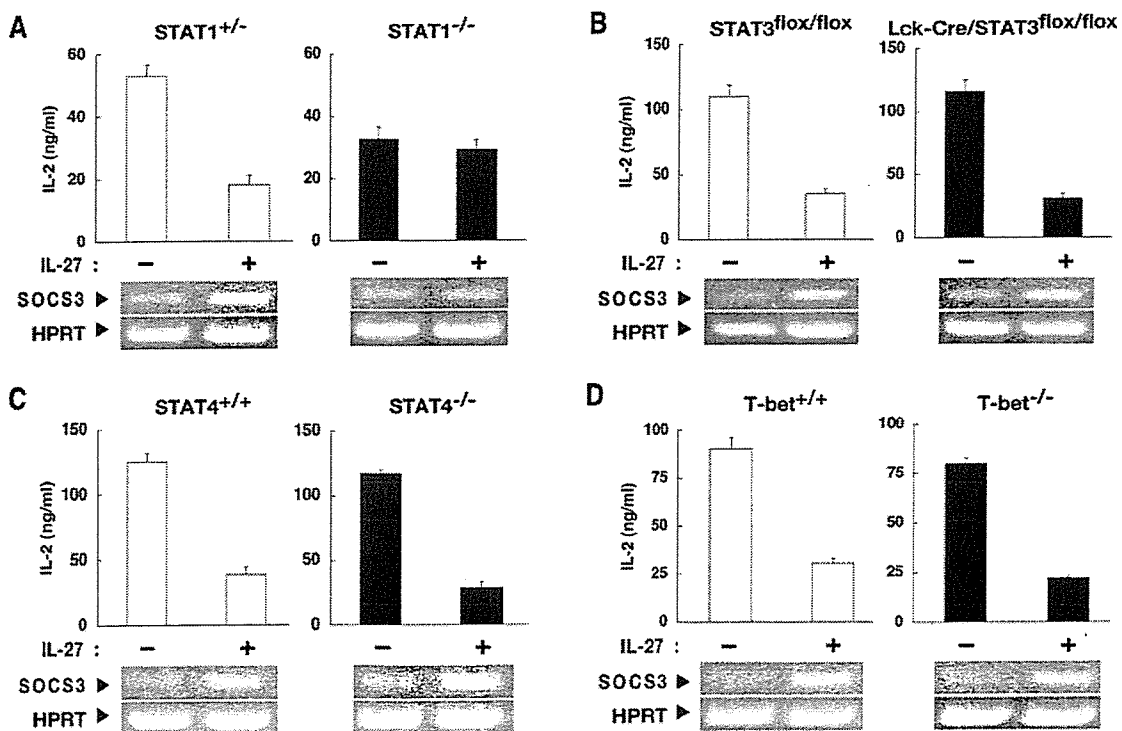 A
STAT1+/-
STAT1-/-
IL-2 (ng/ml)
60
40
20
0
60
40
20
0
IL-27 : − + − +
SOCS3 ►
HPRT ►
B
STAT3flox/flox
Lck-Cre/STAT3flox/flox
IL-2 (ng/ml)
150
100
50
0
150
100
50
0
IL-27 : − + − +
SOCS3 ►
HPRT ►
C
STAT4+/+
STAT4-/-
IL-2 (ng/ml)
150
100
50
0
150
100
50
0
IL-27 : − + − +
SOCS3 ►
HPRT ►
D
T-bet+/+
T-bet-/-
IL-2 (ng/ml)
100
75
50
25
0
100
75
50
25
0
IL-27 : − + − +
SOCS3 ►
HPRT ►